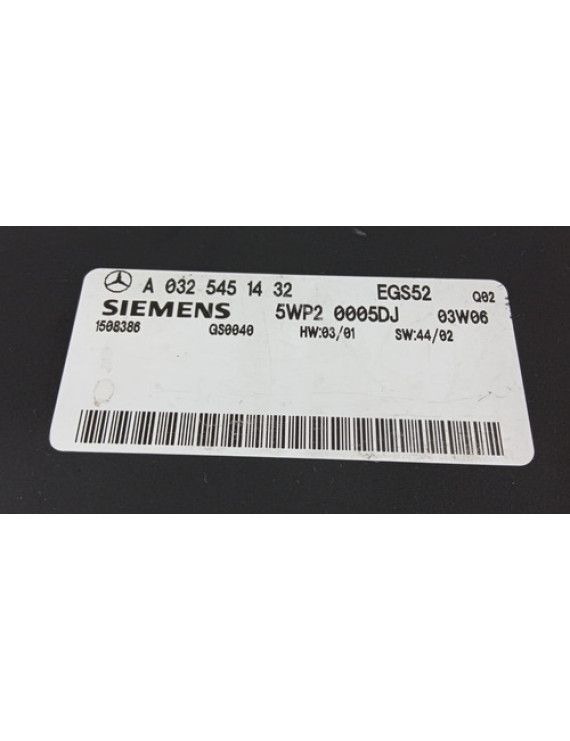 A 032 545 14 32 EGS52 Q02
SIEMENS 5WP2 0005DJ 03W06
1508386 GS0040 HW:03/01 SW:44/02